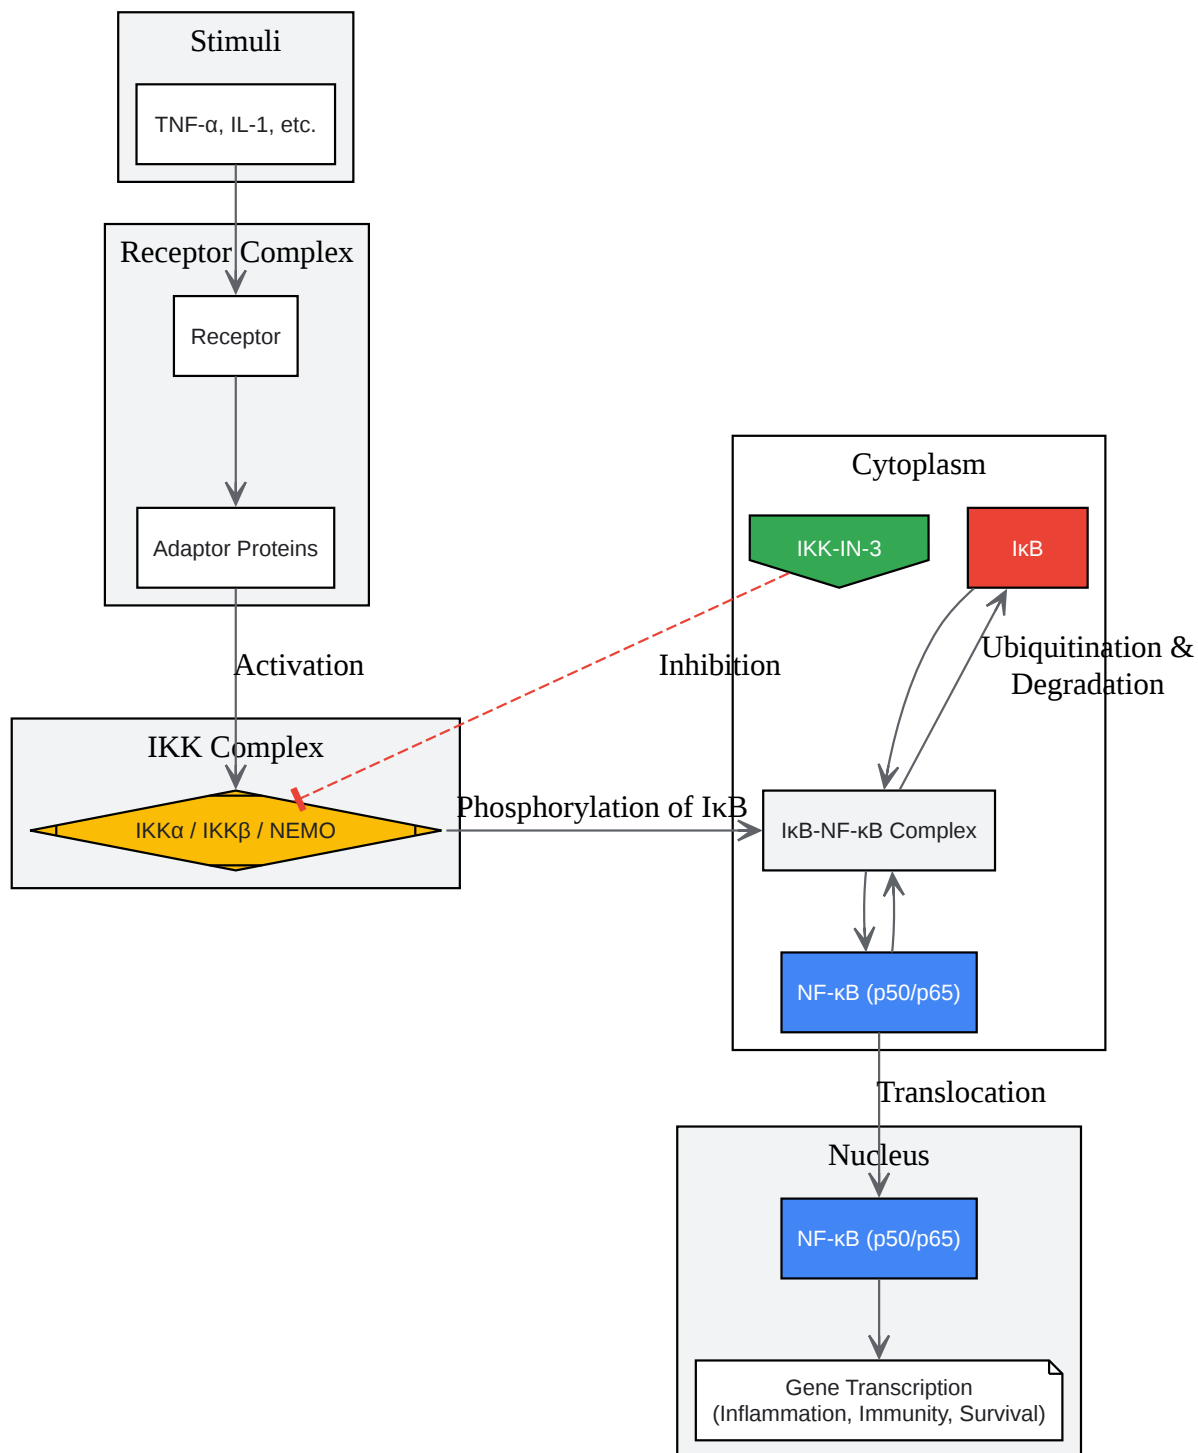 Stimuli
TNF-α, IL-1, etc.
Receptor Complex
Receptor
Adaptor Proteins
Activation
IKK Complex
IKKα / IKKβ / NEMO
Cytoplasm
IKK-IN-3
IκB
Inhibition
Ubiquitination &
Degradation
Phosphorylation of IκB
IκB-NF-κB Complex
NF-κB (p50/p65)
Translocation
Nucleus
NF-κB (p50/p65)
Gene Transcription
(Inflammation, Immunity, Survival)